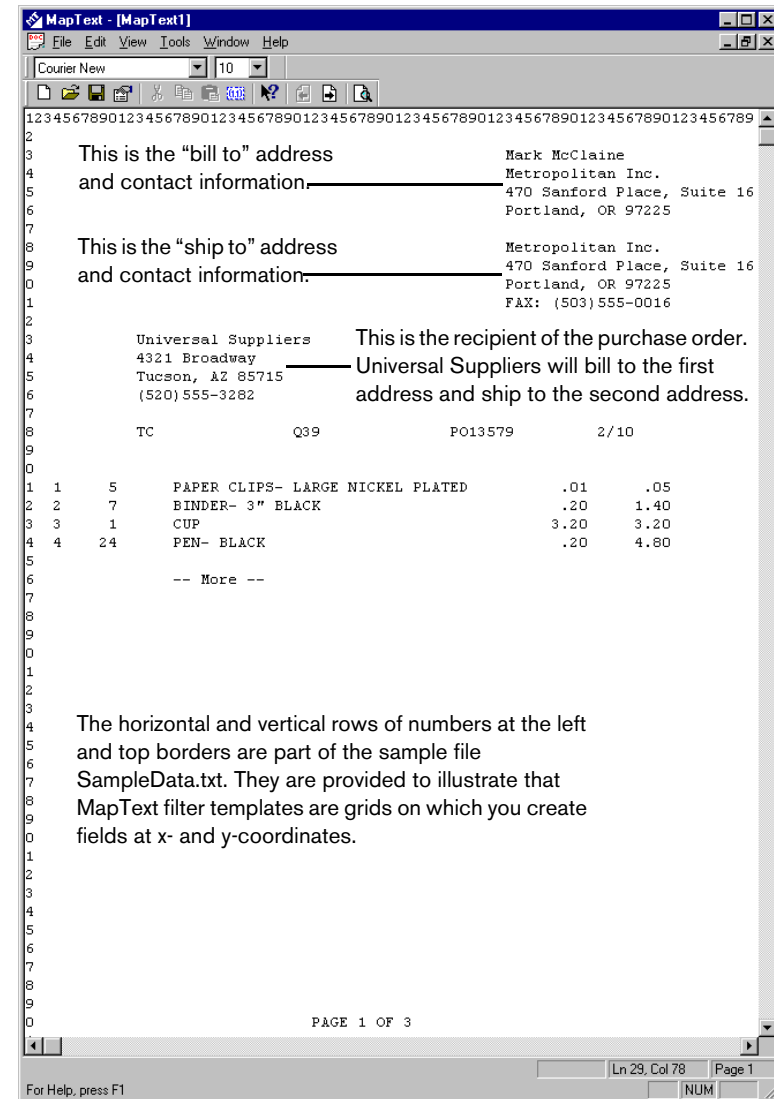 MapText - [MapText1]
File Edit View Tools Window Help
Courier New 10
1234567890123456789012345678901234567890123456789012345678901234567890123456789
2
3 This is the “bill to” address Mark McClaine
4 and contact information. Metropolitan Inc.
5 470 Sanford Place, Suite 16
6 Portland, OR 97225
7
8 This is the “ship to” address Metropolitan Inc.
9 and contact information. 470 Sanford Place, Suite 16
0 Portland, OR 97225
1 FAX: (503)555-0016
2
3 Universal Suppliers This is the recipient of the purchase order.
4 4321 Broadway Universal Suppliers will bill to the first
5 Tucson, AZ 85715 address and ship to the second address.
6 (520)555-3282
7
8 TC Q39 PO13579 2/10
9
0
1 1 5 PAPER CLIPS- LARGE NICKEL PLATED .01 .05
2 2 7 BINDER- 3" BLACK .20 1.40
3 3 1 CUP 3.20 3.20
4 4 24 PEN- BLACK .20 4.80
5
6 -- More --
7
8
9
0
1
2
3
4 The horizontal and vertical rows of numbers at the left
5 and top borders are part of the sample file
6
7 SampleData.txt. They are provided to illustrate that
8 MapText filter templates are grids on which you create
9
0 fields at x- and y-coordinates.
1
2
3
4
5
6
7
8
9
0 PAGE 1 OF 3
Ln 29, Col 78 Page 1
For Help, press F1 NUM